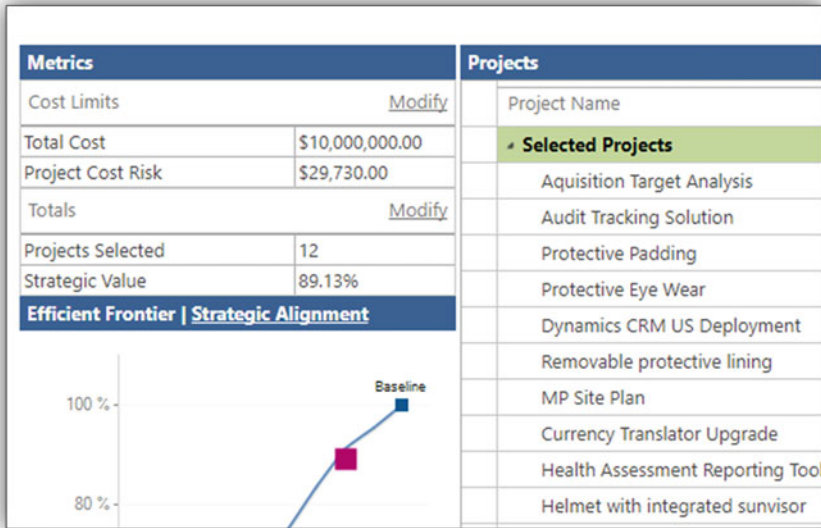 Metrics
Cost Limits Modify
Total Cost $10,000,000.00
Project Cost Risk $29,730.00
Totals Modify
Projects Selected 12
Strategic Value 89.13%
Efficient Frontier | Strategic Alignment
Baseline
100 %
80 %
Projects
Project Name
Selected Projects
Aquisition Target Analysis
Audit Tracking Solution
Protective Padding
Protective Eye Wear
Dynamics CRM US Deployment
Removable protective lining
MP Site Plan
Currency Translator Upgrade
Health Assessment Reporting Tool
Helmet with integrated sunvisor